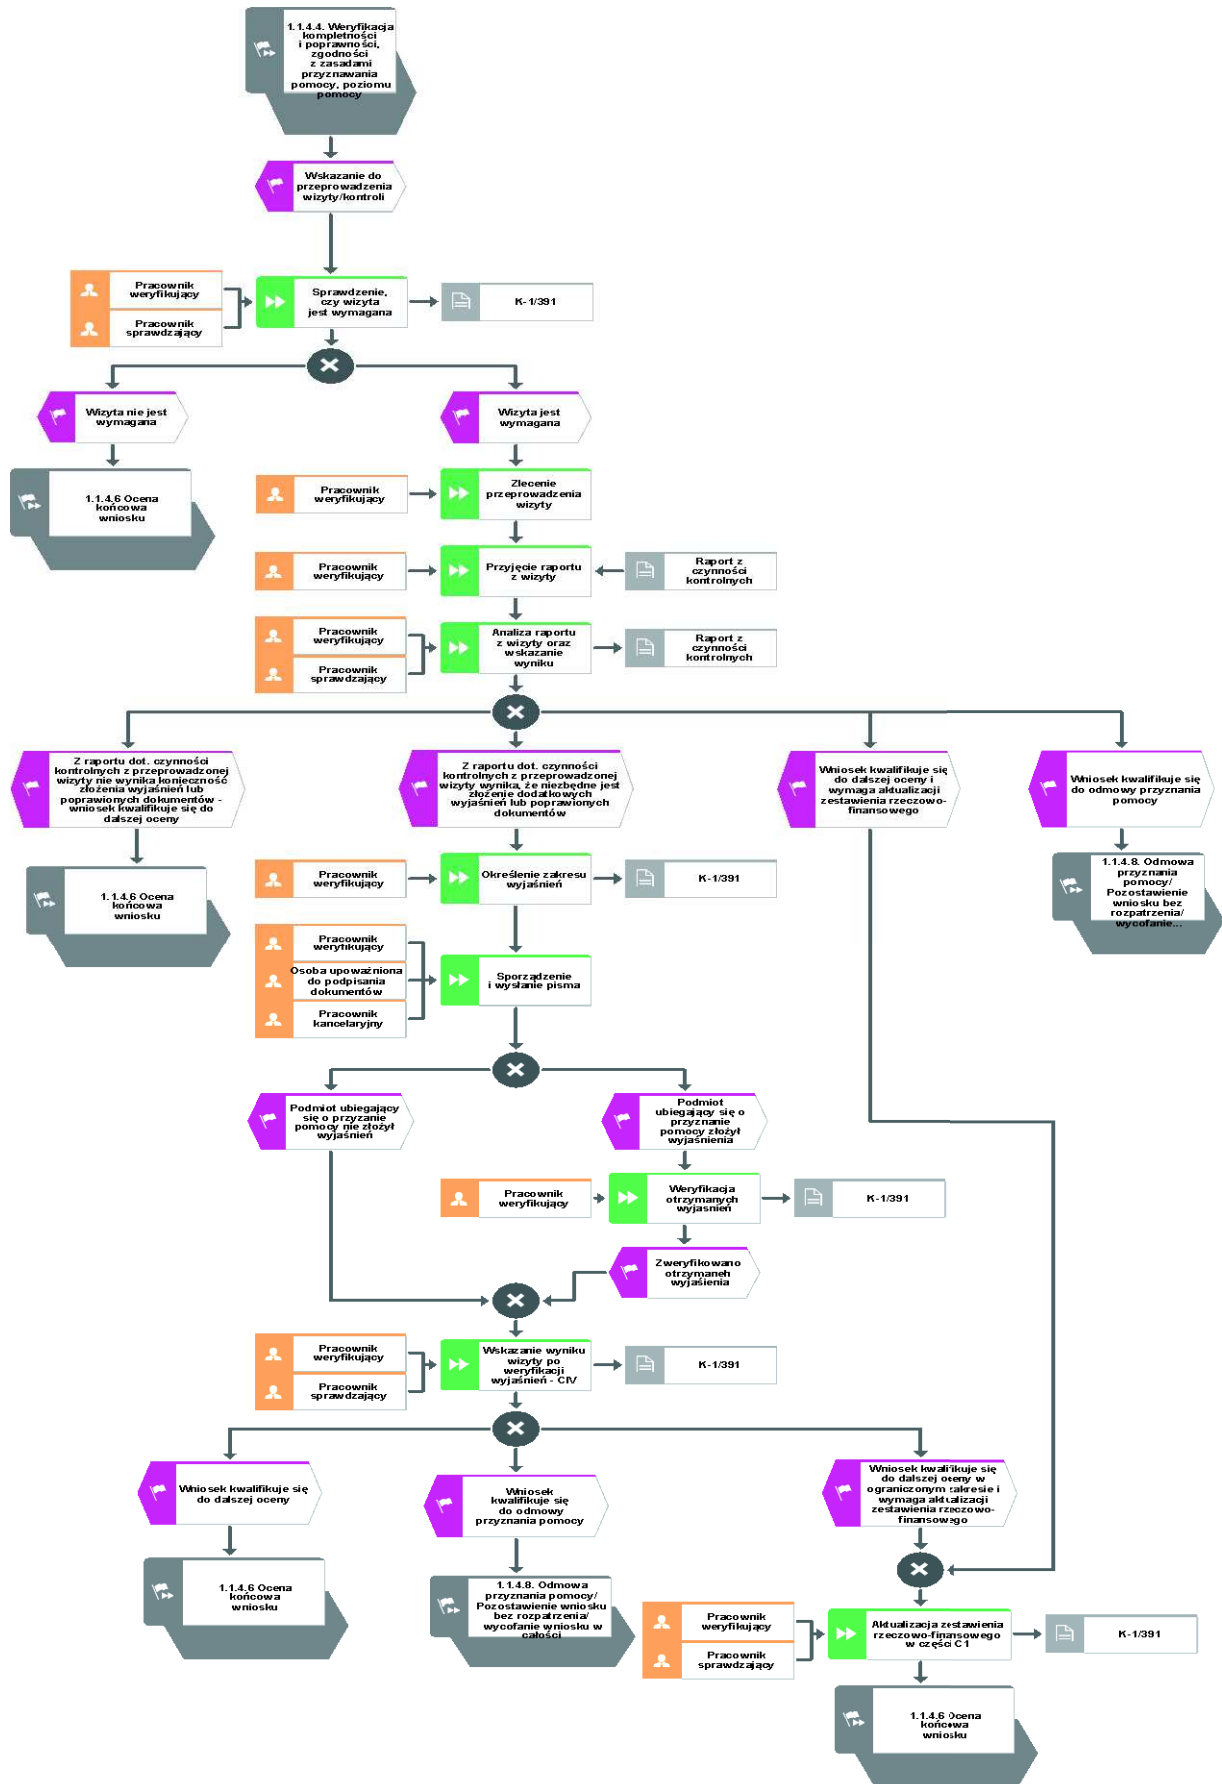 1.1.4.4. Weryfikacja
kompletności
i poprawności,
zgodności
z zasadami
przyznawania
pomocy, poziomu
pomocy
Wskazanie do
przeprowadzenia
wizyty/kontroli
Pracownik
weryfikujący
Pracownik
sprawdzający
Sprawdzenie,
czy wizyta
jest wymagana
K-1/391
Wizyta nie jest
wymagana
Wizyta jest
wymagana
1.1.4.6 Ocena
końcowa
wniosku
Pracownik
weryfikujący
Zlecenie
przeprowadzenia
wizyty
Pracownik
weryfikujący
Przyjęcie raportu
z wizyty
Raport z
czynności
kontrolnych
Pracownik
weryfikujący
Pracownik
sprawdzający
Analiza raportu
z wizyty oraz
wskazanie
wyniku
Raport z
czynności
kontrolnych
Z raportu dot. czynności
kontrolnych z przeprowadzonej
wizyty nie wynika konieczność
złożenia wyjaśnień lub
poprawionych dokumentów -
wniosek kwalifikuje się do
dalszej oceny
Z raportu dot. czynności
kontrolnych z przeprowadzonej
wizyty wynika, że niezbędne jest
złożenie dodatkowych
wyjaśnień lub poprawionych
dokumentów
Wniosek kwalifikuje się
do dalszej oceny i
wymaga aktualizacji
zestawienia rzeczowo-
finansowego
Wniosek kwalifikuje się
do odmowy przyznania
pomocy
1.1.4.6 Ocena
końcowa
wniosku
Pracownik
weryfikujący
Określenie zakresu
wyjaśnień
K-1/391
1.1.4.8. Odmowa
przyznania
pomocy/
Pozostawienie
wniosku bez
rozpatrzenia/
wycofanie...
Pracownik
weryfikujący
Osoba upoważniona
do podpisania
dokumentów
Pracownik
kancelaryjny
Sporządzenie
i wysłanie pisma
Podmiot ubiegający
się o przyzanie
pomocy nie złożył
wyjaśnień
Podmiot
ubiegający się o
przyznanie
pomocy złożył
wyjaśnienia
Pracownik
weryfikujący
Weryfikacja
otrzymanych
wyjasnień
K-1/391
Zweryfikowano
otrzymaneh
wyjaśienia
Pracownik
weryfikujący
Pracownik
sprawdzający
Wskazanie wyniku
wizyty po
weryfikacji
wyjaśnień - CIV
K-1/391
Wniosek kwalifikuje się
do dalszej oceny
Wniosek
kwalifikuje się
do odmowy
przyznania pomocy
Wniosek kwalifikuje się
do dalszej oceny w
ograniczonym zakresie i
wymaga aktualizacji
zestawienia rzeczowo-
finansowego
1.1.4.6 Ocena
końcowa
wniosku
1.1.4.8. Odmowa
przyznania pomocy/
Pozostawienie wniosku
bez rozpatrzenia/
wycofanie wniosku w
całości
Pracownik
weryfikujący
Pracownik
sprawdzający
Aktualizacja zestawienia
rzeczowo-finansowego
w części C1
K-1/391
1.1.4.6 Ocena
końcowa
wniosku